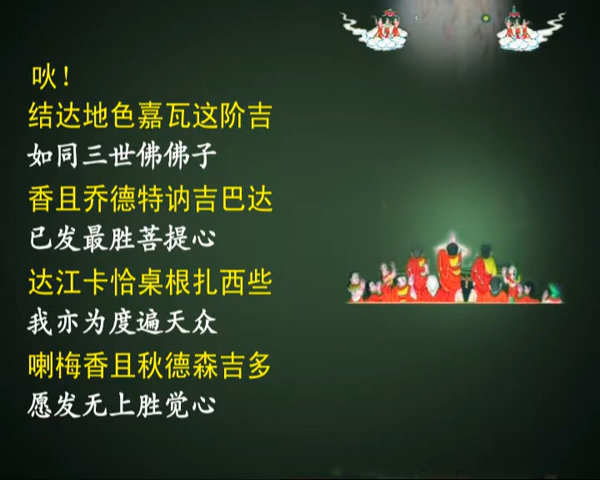 吙!
结达地色嘉瓦这阶吉
如同三世佛佛子
香且乔德特讷吉巴达
已发最胜菩提心
达江卡恰桌根扎西些
我亦为度遍天众
喇梅香且秋德森吉多
愿发无上胜觉心